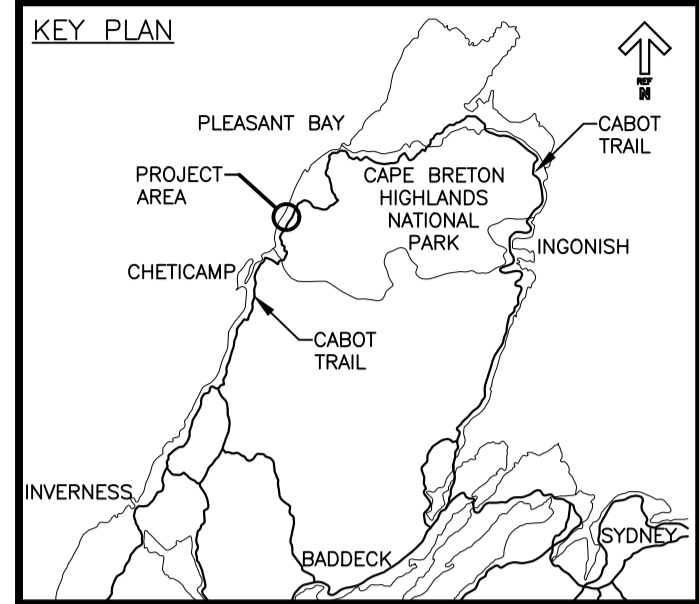 KEY PLAN
REF
N
PLEASANT BAY
CABOT
TRAIL
PROJECT
AREA
CAPE BRETON
HIGHLANDS
NATIONAL
PARK
INGONISH
CHETICAMP
CABOT
TRAIL
INVERNESS
SYDNEY
BADDECK